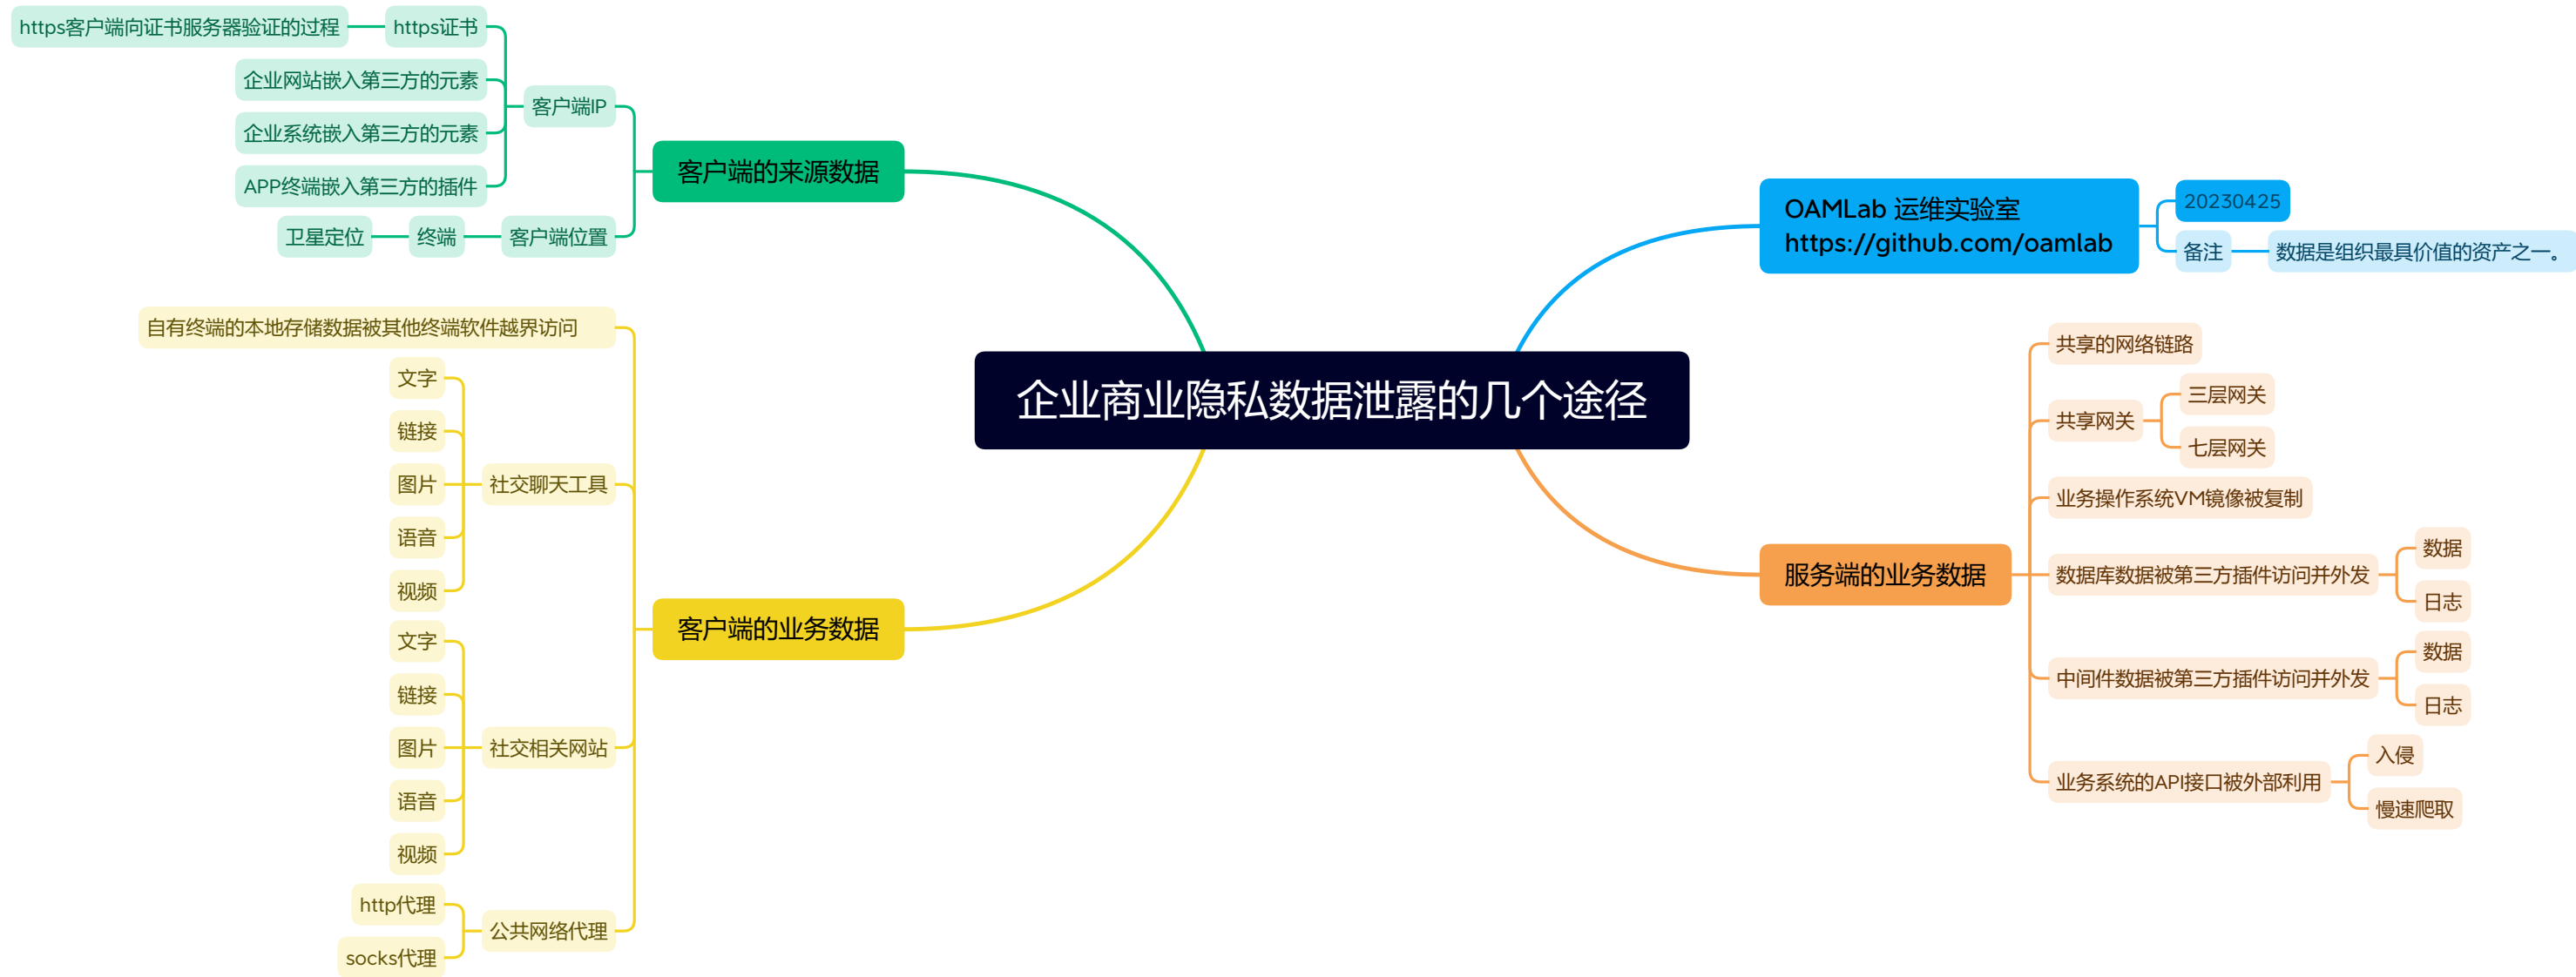 企业商业隐私数据泄露的几个途径
OAMLab 运维实验室
https://github.com/oamlab
20230425
备注
数据是组织最具价值的资产之一。
服务端的业务数据
共享的网络链路
共享网关
三层网关
七层网关
业务操作系统VM镜像被复制
数据库数据被第三方插件访问并外发
数据
日志
中间件数据被第三方插件访问并外发
数据
日志
业务系统的API接口被外部利用
入侵
慢速爬取
客户端的来源数据
客户端IP
https证书
https客户端向证书服务器验证的过程
企业网站嵌入第三方的元素
企业系统嵌入第三方的元素
APP终端嵌入第三方的插件
客户端位置
终端
卫星定位
客户端的业务数据
自有终端的本地存储数据被其他终端软件越界访问
社交聊天工具
文字
链接
图片
语音
视频
社交相关网站
文字
链接
图片
语音
视频
公共网络代理
http代理
socks代理